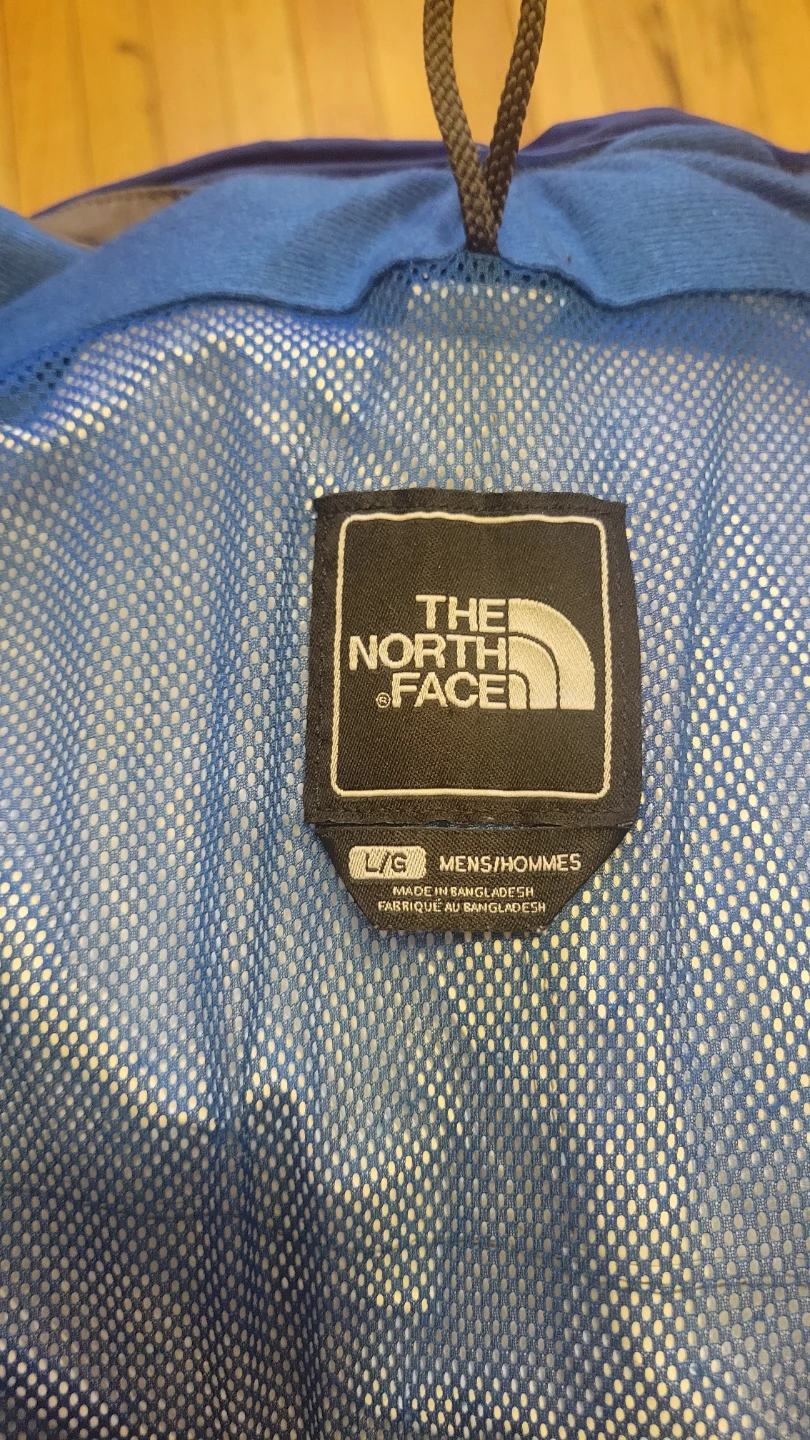 THE
NORTH
®FACE
L/G MENS/HOMMES
MADE IN BANGLADESH
FABRIQUÉ AU BANGLADESH